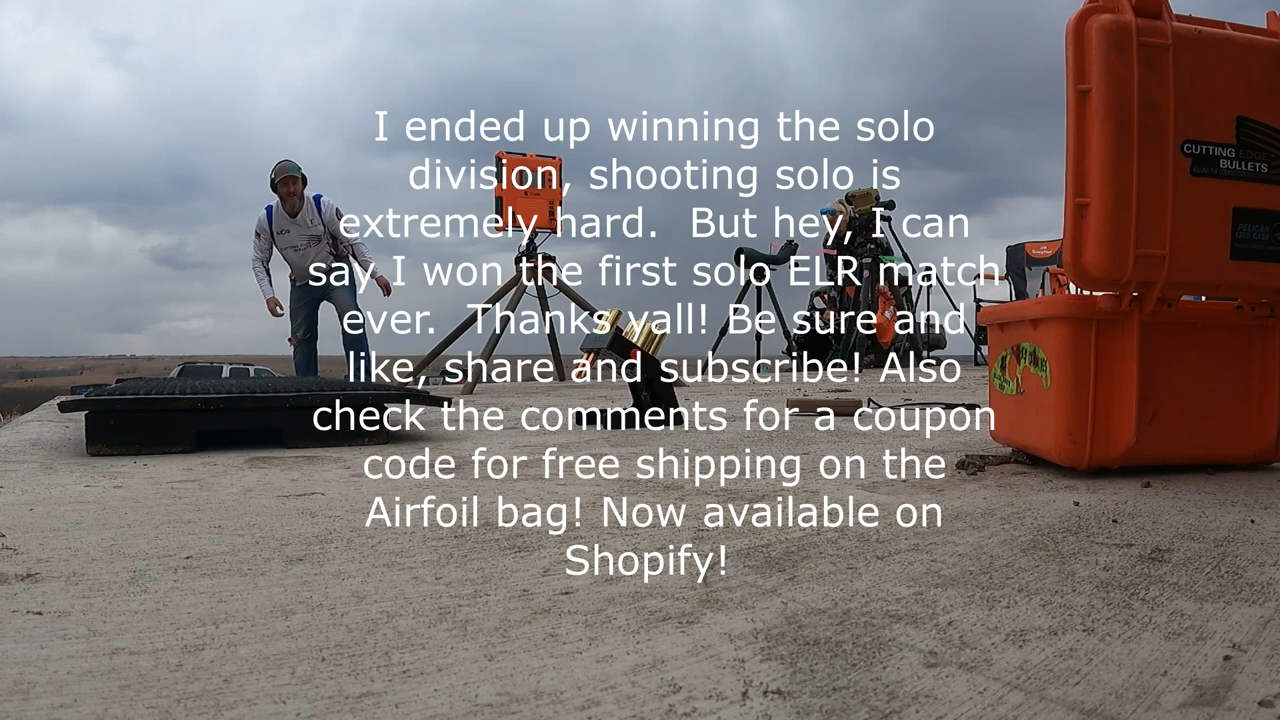 I ended up winning the solo
division, shooting solo is
extremely hard.  But hey, I can
say I won the first solo ELR match
ever.  Thanks yall! Be sure and
like, share and subscribe! Also
check the comments for a coupon
code for free shipping on the
Airfoil bag! Now available on
Shopify!
CUTTING EDGE
BULLETS
PELICAN